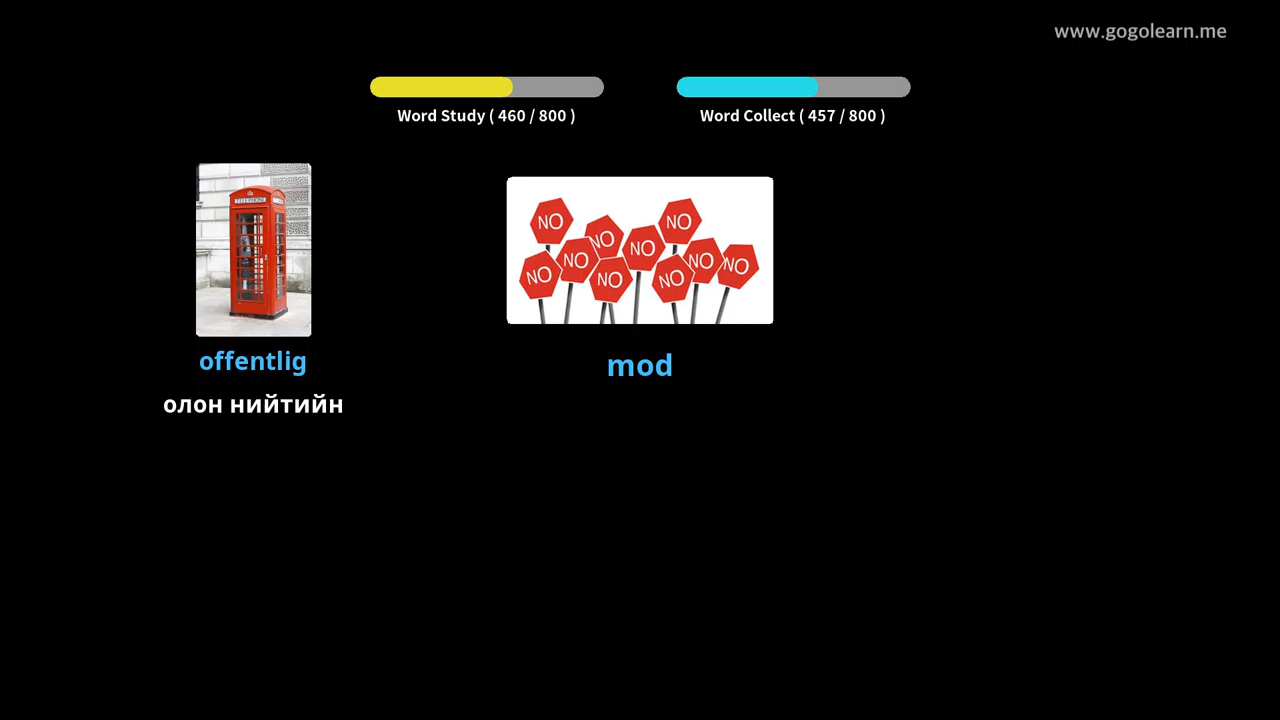 www.gogolearn.me
Word Study ( 460 / 800 )
Word Collect ( 457 / 800 )
TELEPHONE
NO
NO
NO
NO
NO
NO
NO
NO
NO
NO
offentlig
mod
олон нийтийн